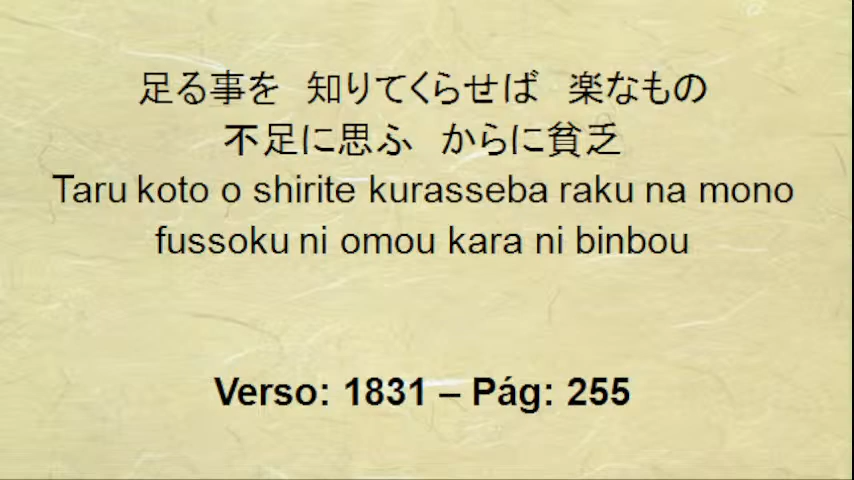 足る事を　知りてくらせば　楽なもの
不足に思ふ　からに貧乏
Taru koto o shirite kurasseba raku na mono
fussoku ni omou kara ni binbou
Verso: 1831 – Pág: 255